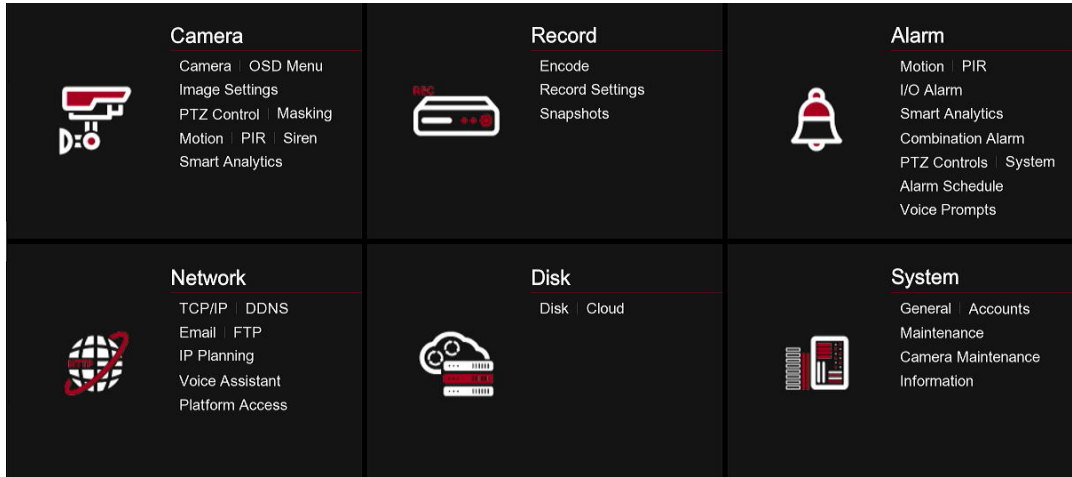 Camera
Camera | OSD Menu
Image Settings
PTZ Control | Masking
Motion | PIR | Siren
Smart Analytics
REC
Record
Encode
Record Settings
Snapshots
Alarm
Motion | PIR
I/O Alarm
Smart Analytics
Combination Alarm
PTZ Controls | System
Alarm Schedule
Voice Prompts
Network
TCP/IP | DDNS
Email | FTP
IP Planning
Voice Assistant
Platform Access
HTTP
Disk
Disk | Cloud
System
General | Accounts
Maintenance
Camera Maintenance
Information